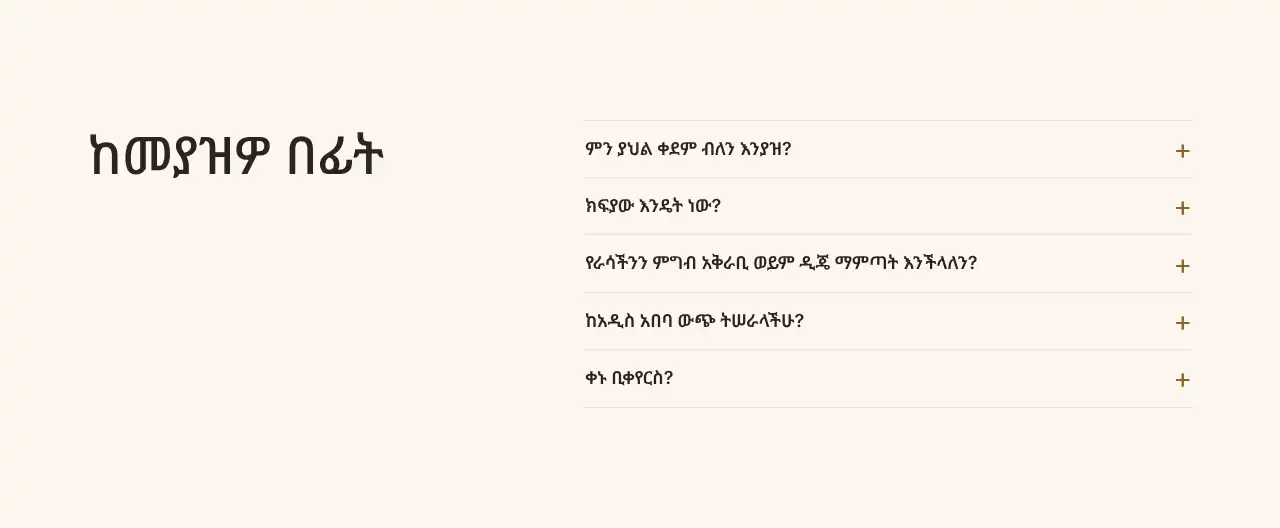 ከመያዝዎ በፊት
ምን ያህል ቀደም ብለን እንያዝ?
ክፍያው እንዴት ነው?
የራሳችንን ምግብ አቅራቢ ወይም ዲጄ ማምጣት እንችላለን?
ከአዲስ አበባ ውጭ ትሠራላችሁ?
ቀኑ ቢቀየርስ?